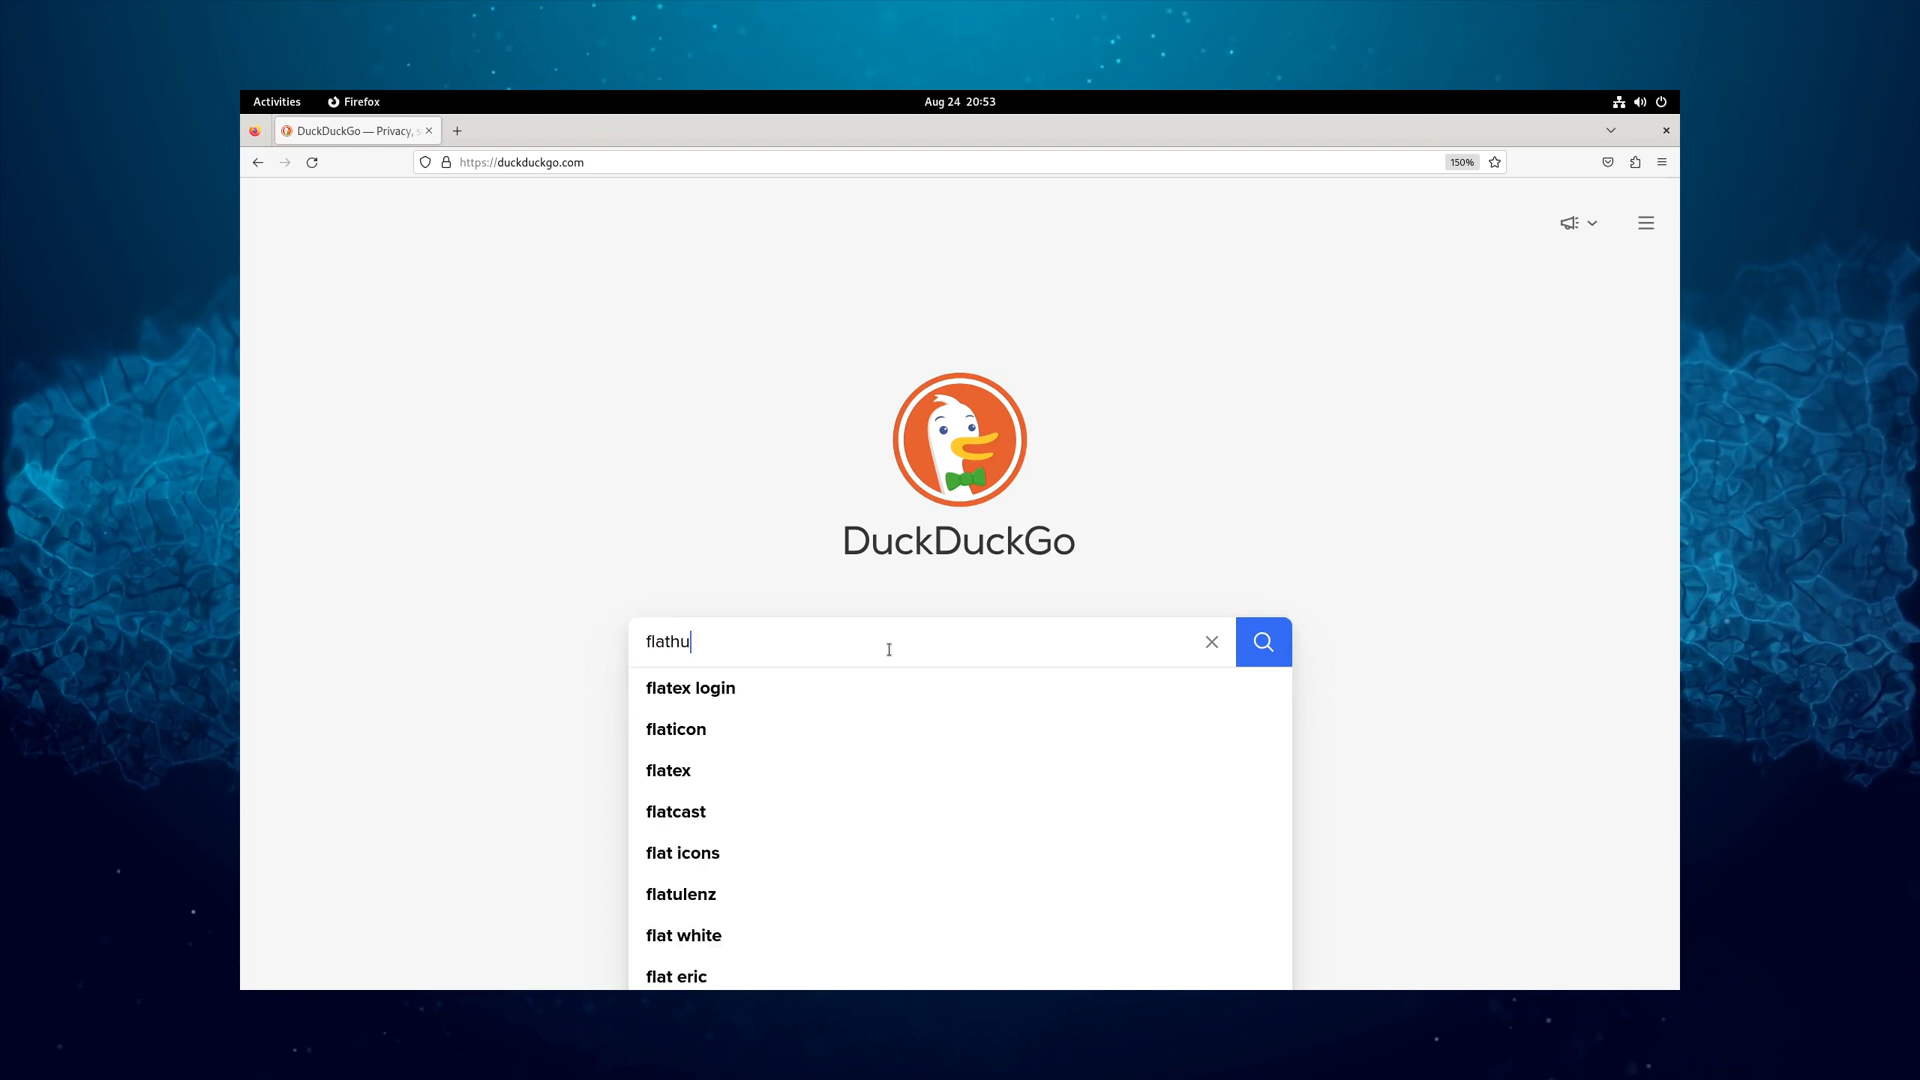 Activities Firefox Aug 24 20:53
DuckDuckGo — Privacy, s
https://duckduckgo.com 150%
DuckDuckGo
flathu
flatex login
flaticon
flatex
flatcast
flat icons
flatulenz
flat white
flat eric